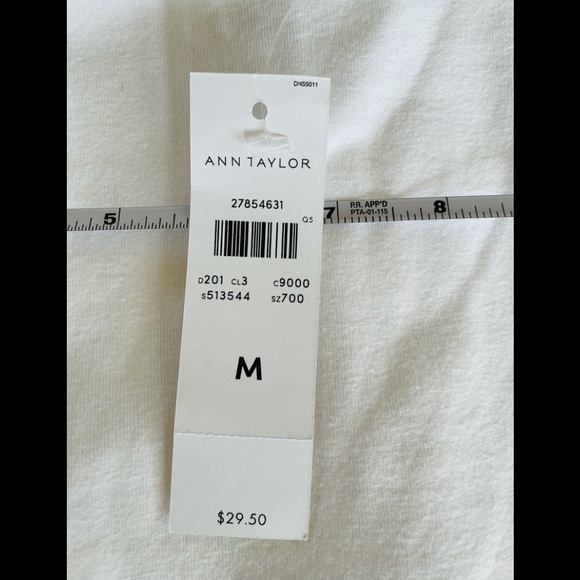 DNS5011
ANN TAYLOR
27854631
Q5
5
7
P.R. APP'D
PTA-01-115
8
D201 CL3 C9000
S513544 SZ700
M
$29.50